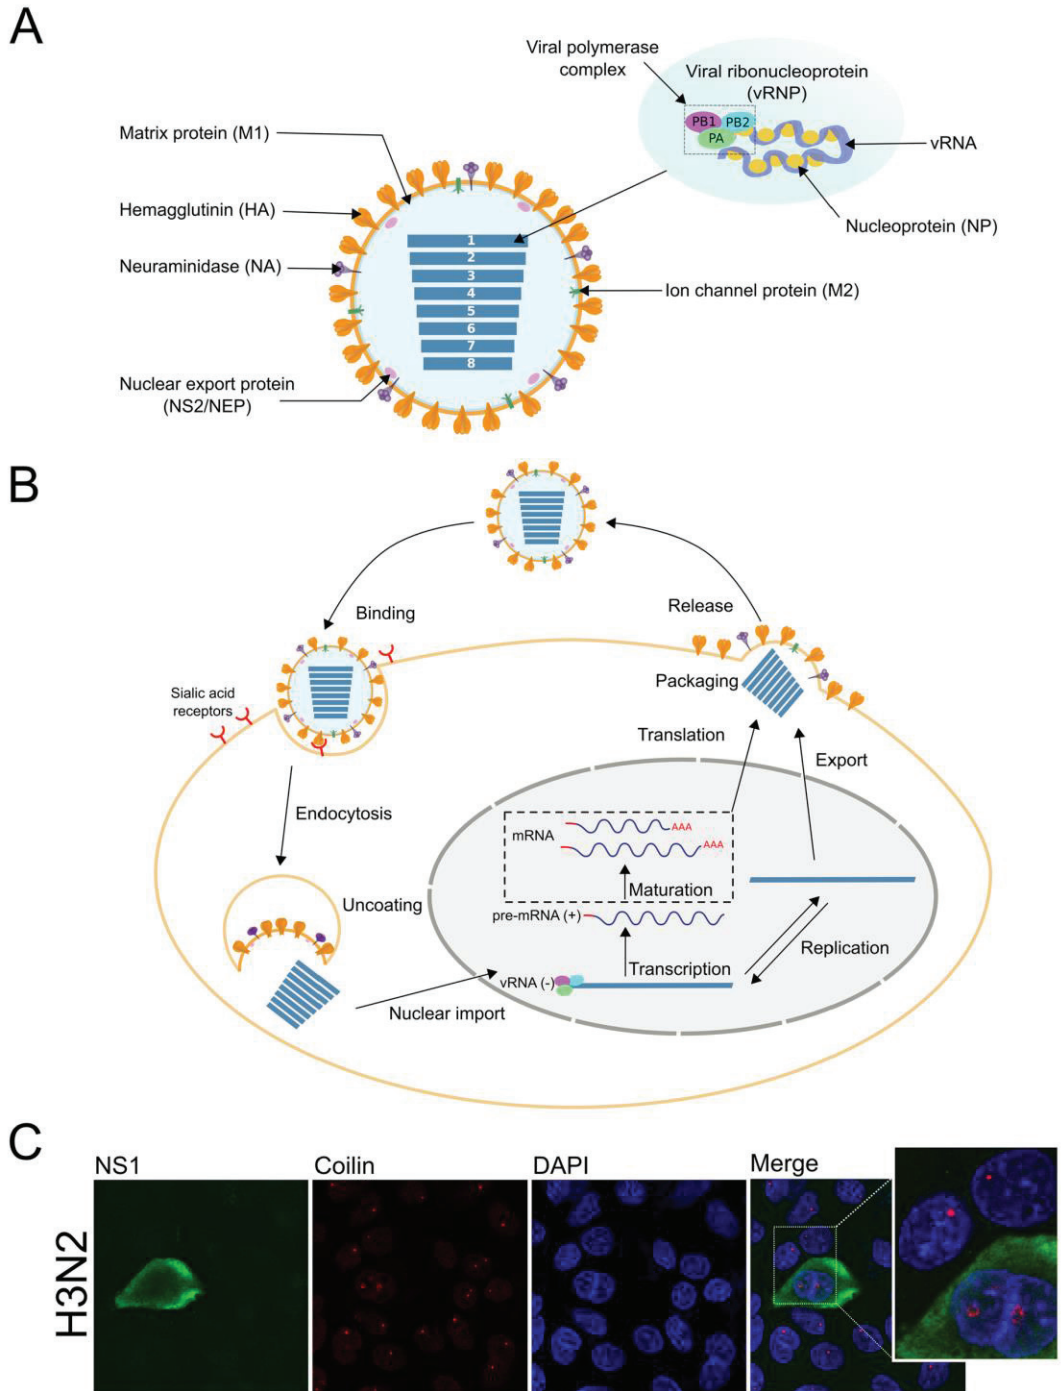 A
Viral polymerase
complex
Viral ribonucleoprotein
(vRNP)
PB1
PB2
PA
vRNA
Nucleoprotein (NP)
Matrix protein (M1)
Hemagglutinin (HA)
Neuraminidase (NA)
Ion channel protein (M2)
Nuclear export protein
(NS2/NEP)
1
2
3
4
5
6
7
8
B
Binding
Release
Sialic acid
receptors
Packaging
Translation
Export
Endocytosis
mRNA
AAA
AAA
Maturation
Uncoating
pre-mRNA (+)
Replication
Transcription
vRNA (-)
Nuclear import
C
NS1
Coilin
DAPI
Merge
H3N2